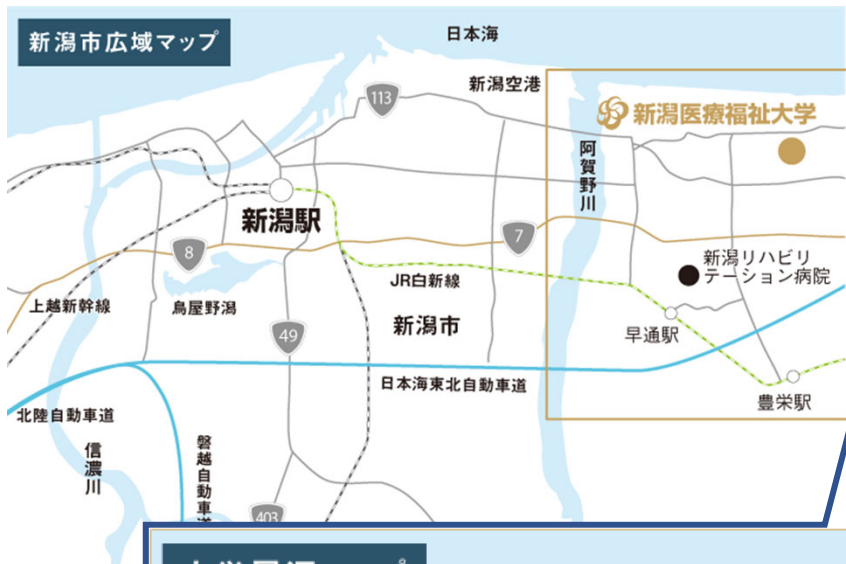 新潟市広域マップ
日本海
新潟空港
113
新潟医療福祉大学
阿賀野川
新潟駅
7
8
新潟リハビリ
テーション病院
JR白新線
上越新幹線
鳥屋野潟
新潟市
49
早通駅
日本海東北自動車道
豊栄駅
北陸自動車道
信濃川
磐越自動車道
403